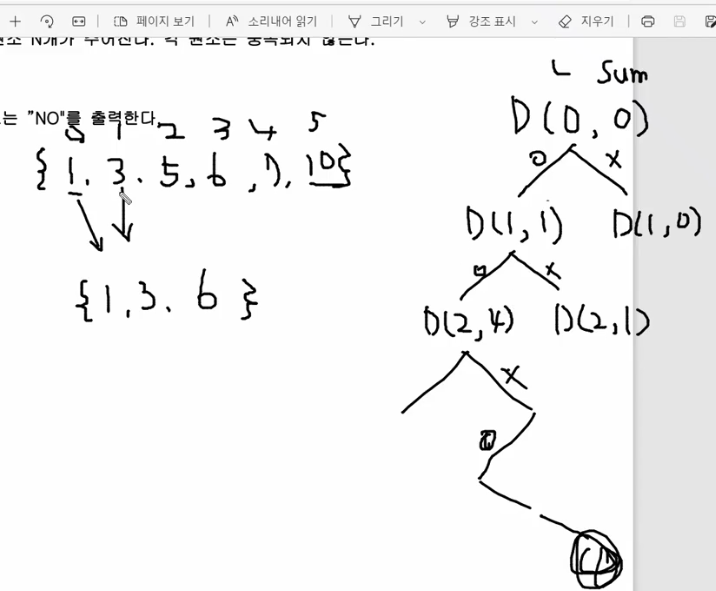 페이지 보기 소리내어 읽기 그리기 강조 표시 지우기
원소 N개가 주어진다. 각 원소는 중복되지 않는다.
는 "NO"를 출력한다.
0 1 2 3 4 5
{ 1. 3. 5, 6, 7, 10}
{1, 3. 6 }
L sum
D(0, 0)
O X
D(1, 1) D(1, 0)
O X
D(2, 4) D(2, 1)
X